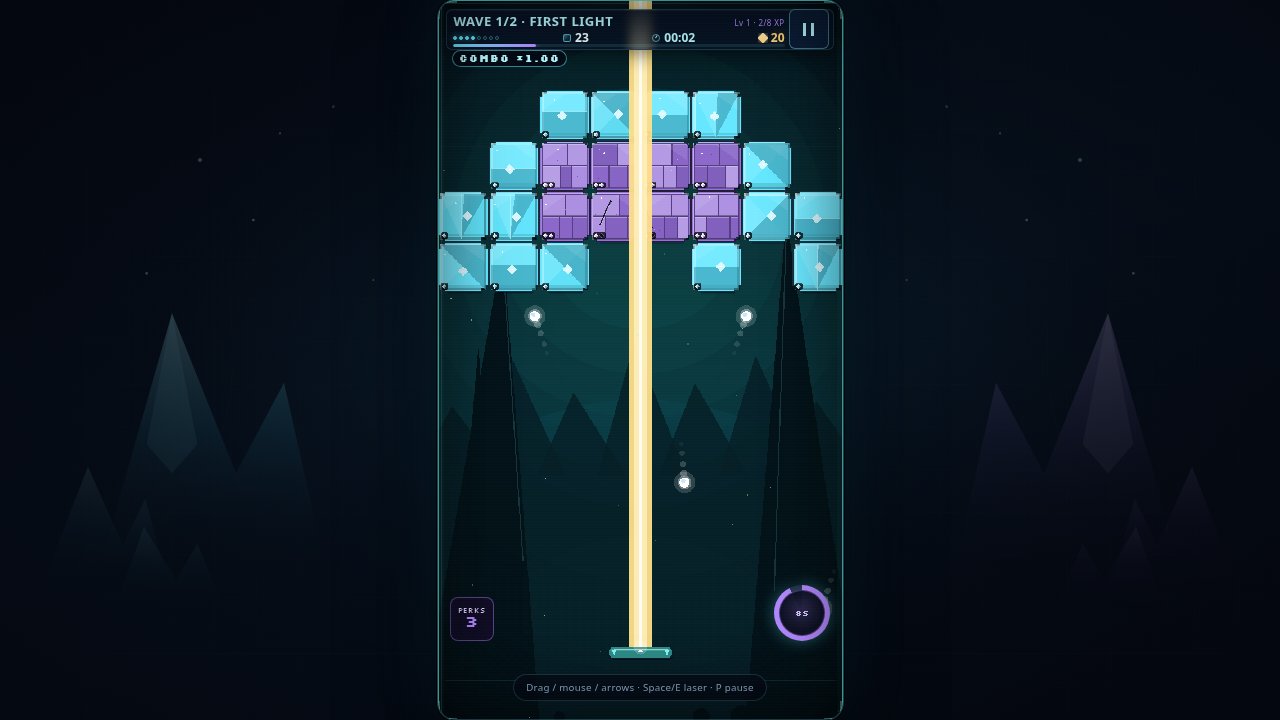 WAVE 1/2 · FIRST LIGHT
Lv 1 · 2/8 XP
23
00:02
20
COMBO ×1.00
PERKS
3
8S
Drag / mouse / arrows · Space/E laser · P pause